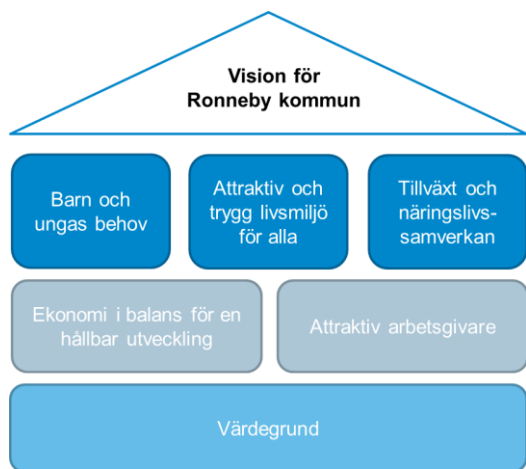 Vision för
Ronneby kommun
Barn och
ungas behov
Attraktiv och
trygg livsmiljö
för alla
Tillväxt och
näringslivs-
samverkan
Ekonomi i balans för en
hållbar utveckling
Attraktiv arbetsgivare
Värdegrund